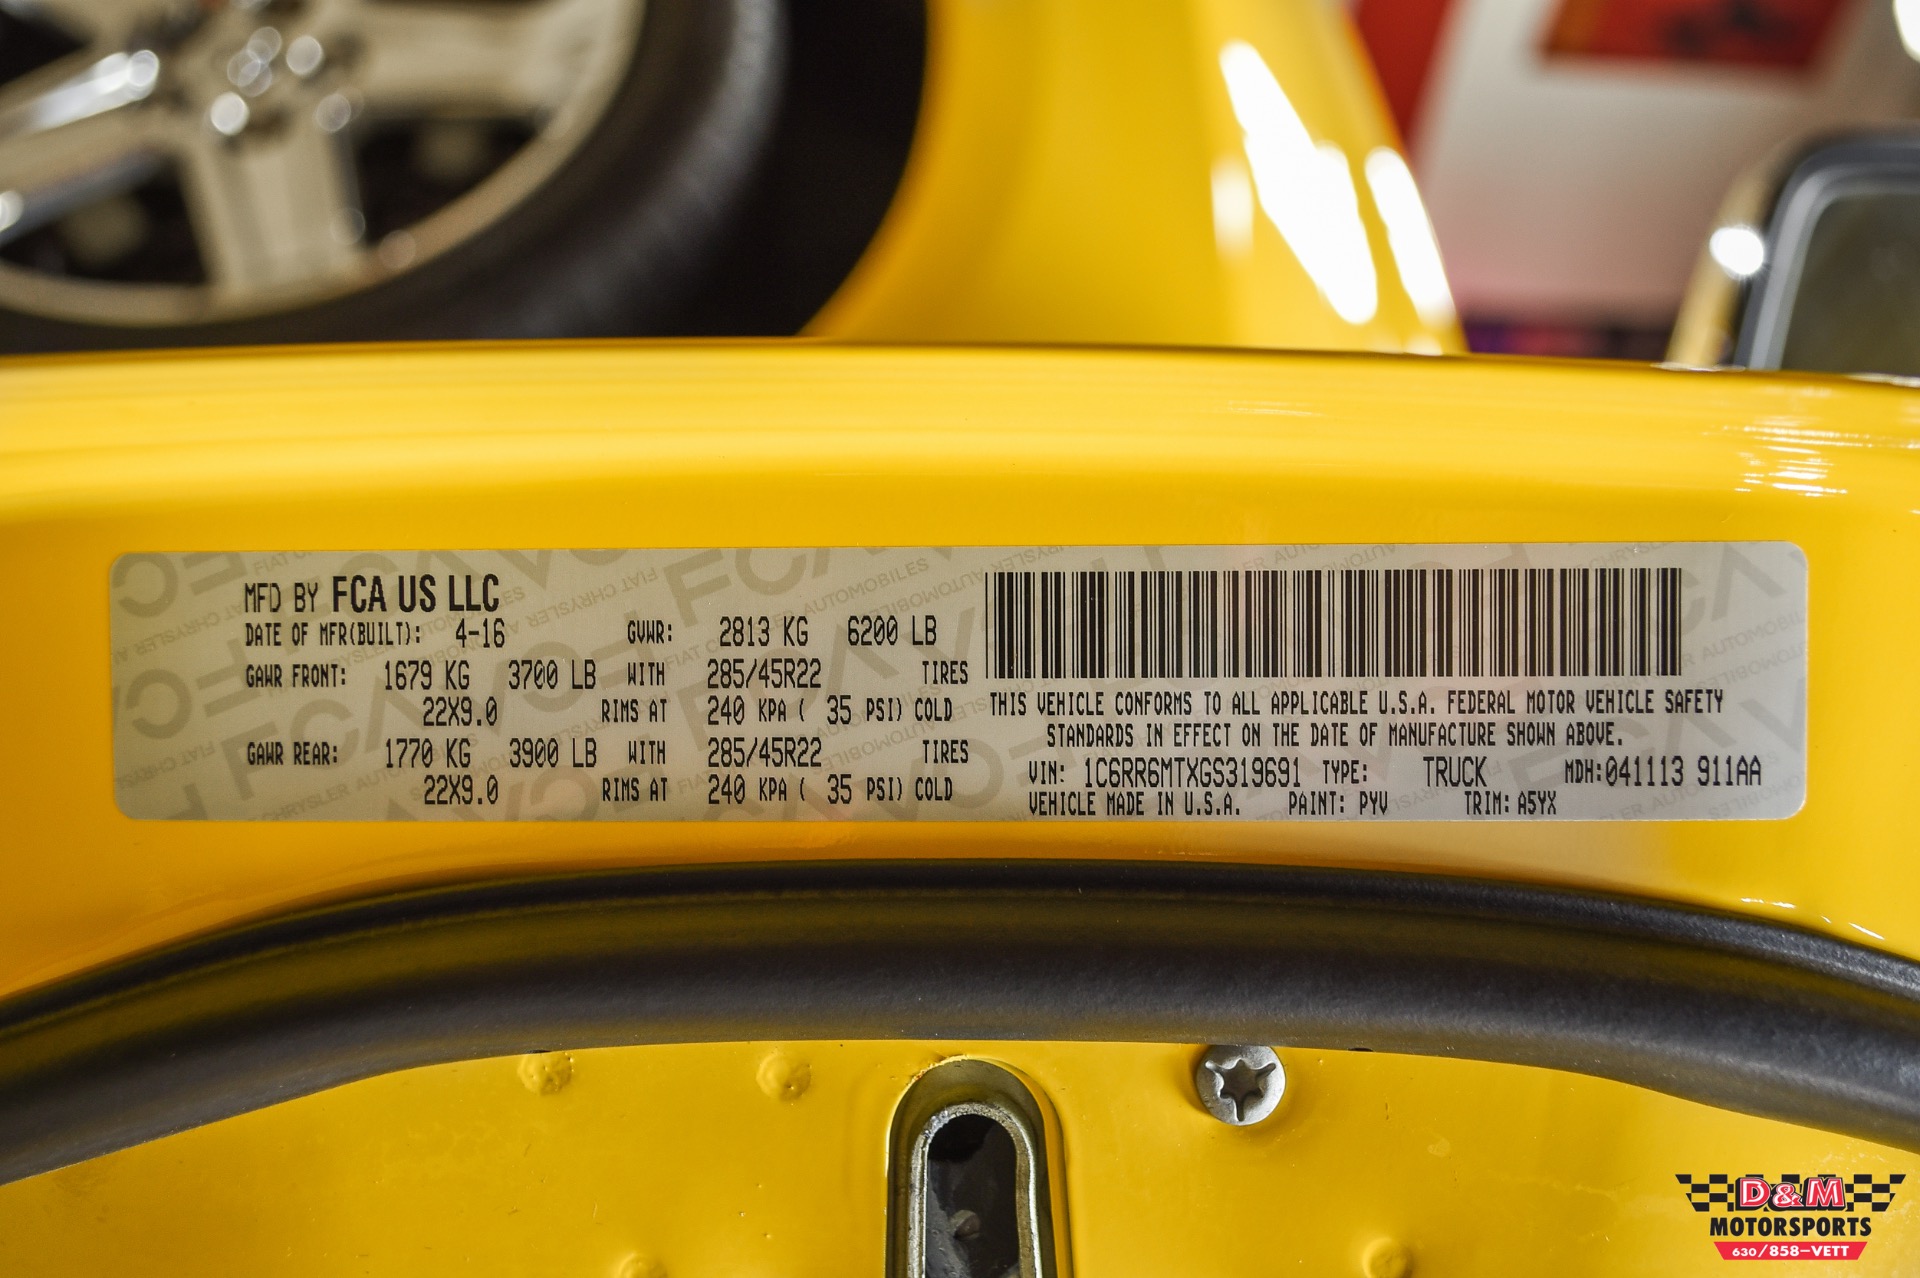 MFD BY FCA US LLC
DATE OF MFR(BUILT): 4-16 GVWR: 2813 KG 6200 LB
GAWR FRONT: 1679 KG 3700 LB WITH 285/45R22 TIRES
22X9.0 RIMS AT 240 KPA ( 35 PSI) COLD
GAWR REAR: 1770 KG 3900 LB WITH 285/45R22 TIRES
22X9.0 RIMS AT 240 KPA ( 35 PSI) COLD
THIS VEHICLE CONFORMS TO ALL APPLICABLE U.S.A. FEDERAL MOTOR VEHICLE SAFETY
STANDARDS IN EFFECT ON THE DATE OF MANUFACTURE SHOWN ABOVE.
VIN: 1C6RR6MTXGS319691 TYPE: TRUCK MDH:041113 911AA
VEHICLE MADE IN U.S.A. PAINT: PYV TRIM: A5YX
D&M
MOTORSPORTS
630/858-VETT